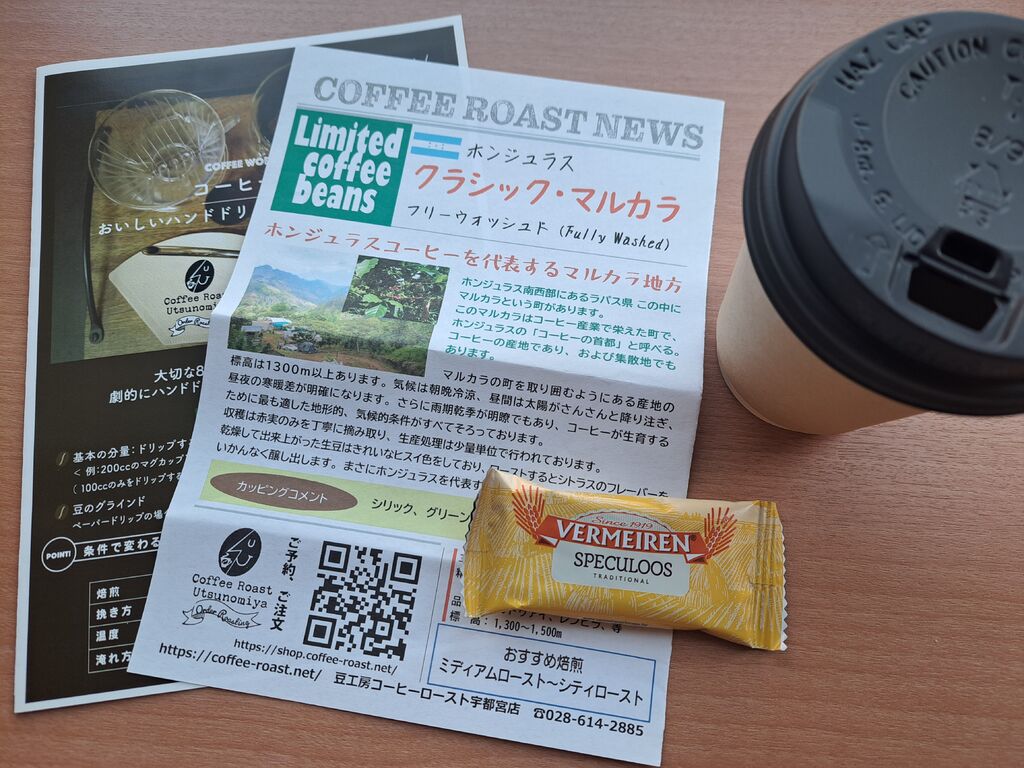 COFFEE ROAST NEWS
Limited
coffee
beans
ホンジュラス
クラシック・マルカラ
フリーウォッシュド (Fully Washed)
ホンジュラスコーヒーを代表するマルカラ地方
ホンジュラス南西部にあるラパス県 この中に
マルカラという町があります。
このマルカラはコーヒー産業で栄えた町で、
ホンジュラスの「コーヒーの首都」と呼べる。
コーヒーの産地であり、および集散地でも
あります。
マルカラの町を取り囲むようにある産地の
標高は1300m以上あります。気候は朝晩冷涼、昼間は太陽がさんさんと降り注ぎ、
昼夜の寒暖差が明確になります。さらに雨期乾季が明瞭でもあり、コーヒーが生育する
ために最も適した地形的、気候的条件がすべてそろっております。
収穫は赤実のみを丁寧に摘み取り、生産処理は少量単位で行われております。
乾燥して出来上がった生豆はきれいなヒスイ色をしており、ローストするとシトラスのフレーバーを
いかんなく醸し出します。まさにホンジュラスを代表す
カッピングコメント
シリック、グリーン
Coffee Roast
Utsunomiya
Order Roasting
ご予約、ご注文
https://shop.coffee-roast.net/
https://coffee-roast.net/
豆工房コーヒーロースト宇都宮店 ☎028-614-2885
標高:1,300~1,500m
おすすめ焙煎
ミディアムロースト~シティロースト
Since 1919
VERMEIREN®
SPECULOOS
TRADITIONAL
COFFEE WO
コーヒ
おいしいハンドドリ
Coffee Roas
Utsunomiy
Order Roasting
大切な8
劇的にハンドド
基本の分量:ドリップす
< 例:200ccのマグカップ
( 100ccのみをドリップする
豆のグラインド
ペーパードリップの場
POINT!
条件で変わる
焙煎
挽き方
温度
淹れ方
CAUTION